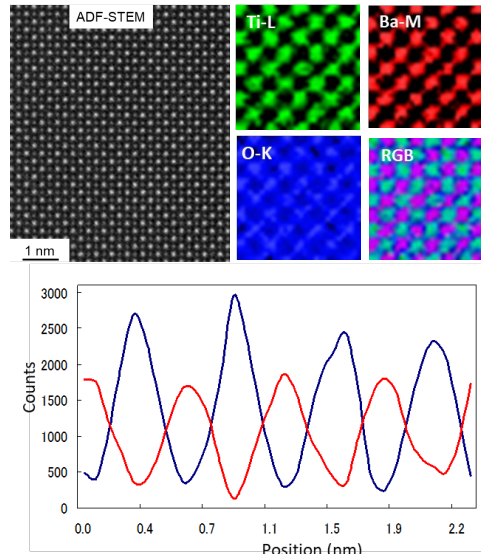 ADF-STEM
Ti-L
Ba-M
1 nm
O-K
RGB
3000
2500
2000
1500
1000
500
0
Counts
0.0 0.4 0.7 1.1 1.5 1.9 2.2
Position (nm)